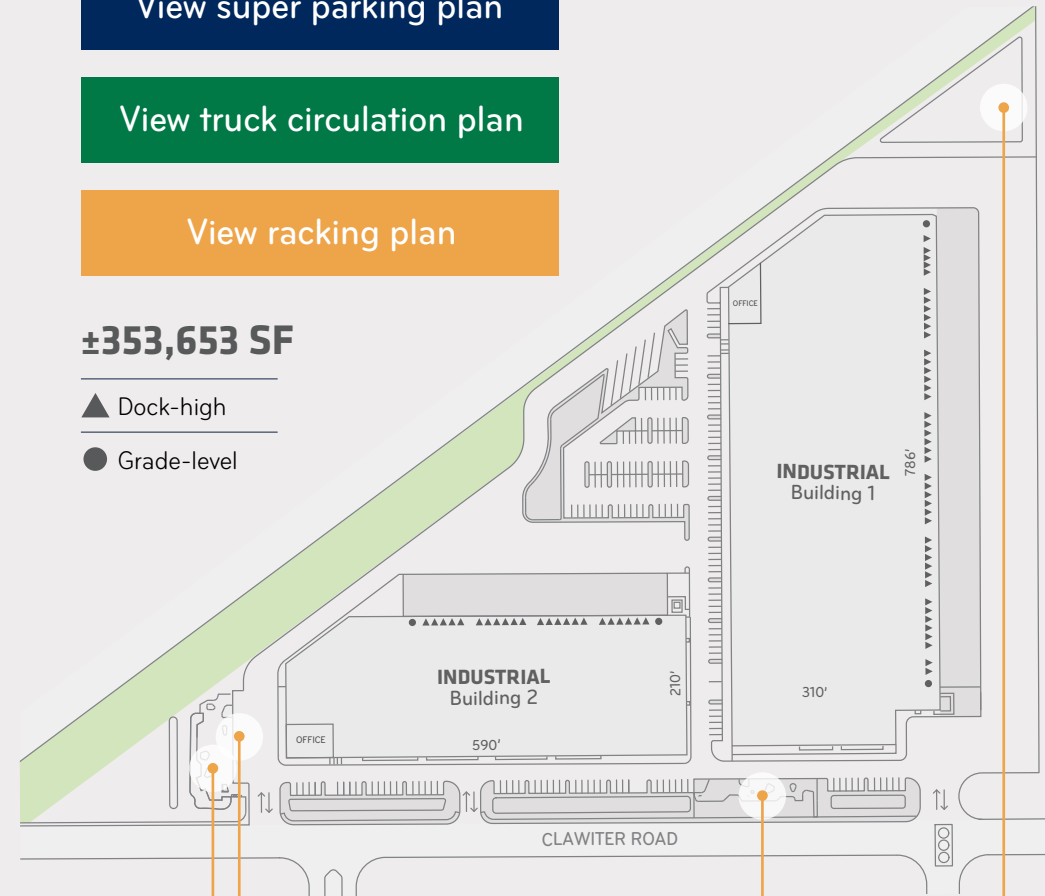 View super parking plan
View truck circulation plan
View racking plan
±353,653 SF
Dock-high
Grade-level
OFFICE
INDUSTRIAL
Building 1
786'
310'
INDUSTRIAL
Building 2
210'
OFFICE
590'
CLAWITER ROAD